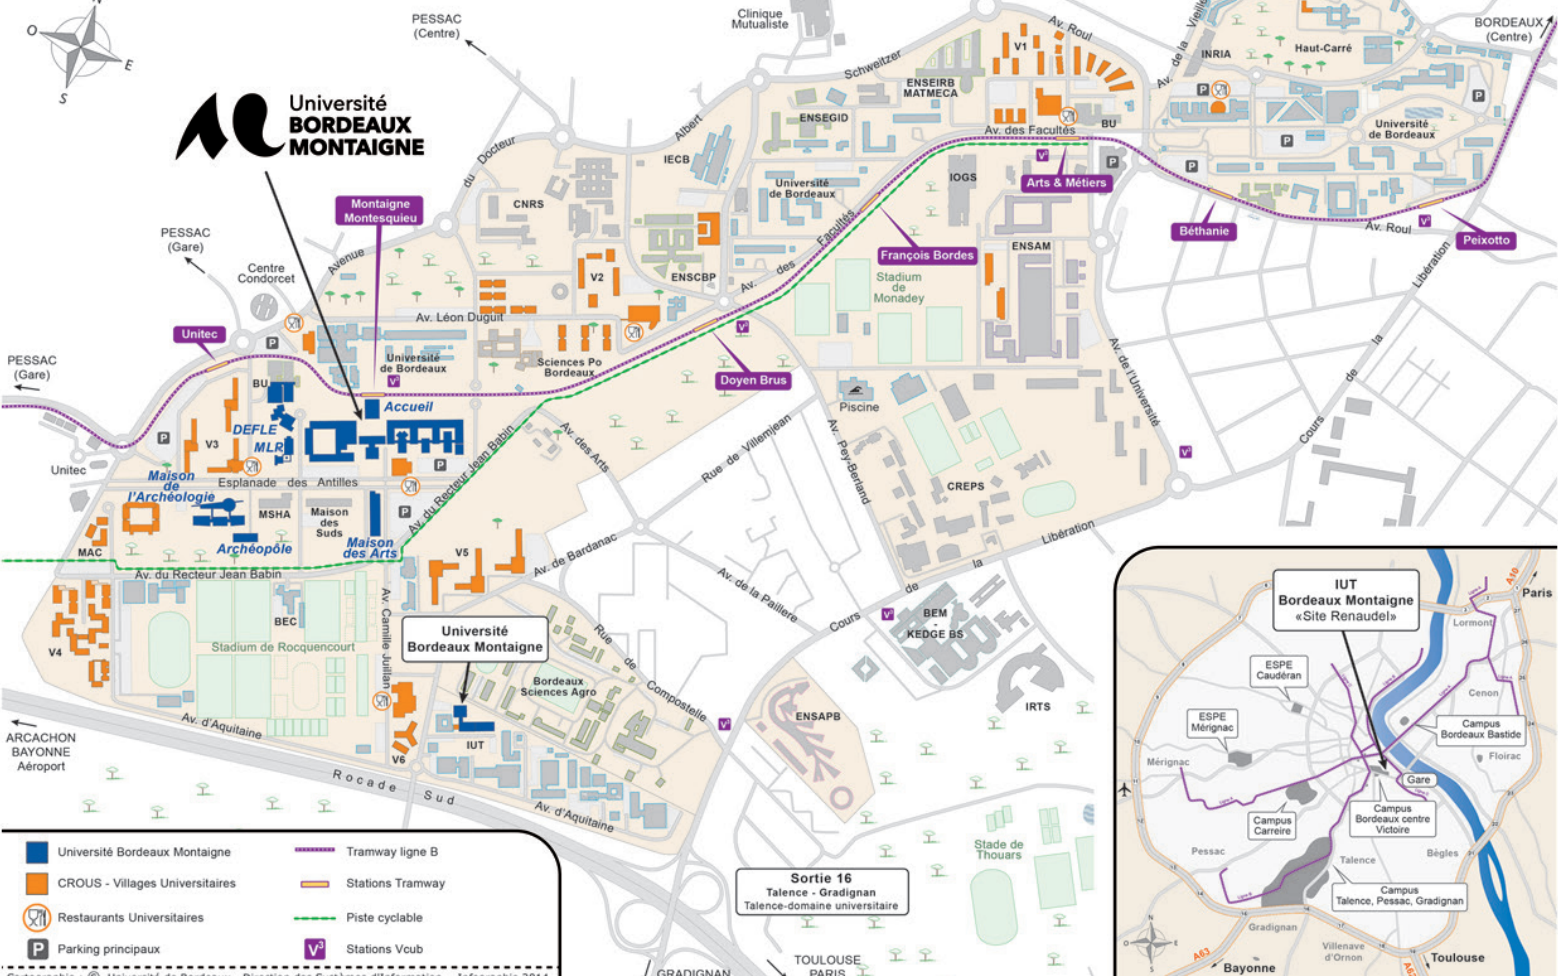 N
O
E
S
PESSAC
(Centre)
Clinique
Mutualiste
Av. Roul
Av. de la Vieille
BORDEAUX
(Centre)
INRIA
Haut-Carré
V1
Schweitzer
ENSEIRB
MATMECA
Université
BORDEAUX
MONTAIGNE
Albert
ENSEGID
P
P
BU
Av. des Facultés
Université
de Bordeaux
P
Docteur
du
IECB
V3
P
P
Arts & Métiers
IOGS
Université
de Bordeaux
CNRS
Montaigne
Montesquieu
Facultés
des
Av.
François Bordes
Béthanie
V3
Av. Roul
Peixotto
PESSAC
(Gare)
Avenue
ENSAM
Centre
Condorcet
V2
ENSCBP
Stadium
de
Monadey
Libération
la
de
Cours
Av. Léon Duguit
Unitec
P
V3
PESSAC
(Gare)
Université
de Bordeaux
Sciences Po
Bordeaux
Doyen Brus
Av. de l'Université
BU
V3
Accueil
Piscine
DEFLE
MLR
V3
P
P
Av. des Arts
Rue de Villemjean
Av. Pey-Berland
V3
Unitec
Maison
de
l'Archéologie
Esplanade des Antilles
CREPS
MSHA
Maison
des
Suds
P
Av. du Recteur Jean Babin
MAC
Archéopôle
Maison
des Arts
V5
Av. de Bardanac
Libération
la
de
Cours
Av. du Recteur Jean Babin
Av. de la Paillere
IUT
Bordeaux Montaigne
«Site Renaudel»
A10
Paris
BEC
Av. Camille Jullian
V3
BEM
-
KEDGE BS
Lormont
V4
Stadium de Rocquencourt
Université
Bordeaux Montaigne
Rue de Compostelle
ESPE
Caudéran
Bordeaux
Sciences Agro
Cenon
IRTS
Av. d'Aquitaine
ENSAPB
V3
ESPE
Mérignac
Campus
Bordeaux Bastide
ARCACHON
BAYONNE
Aéroport
IUT
V6
Floirac
Mérignac
Rocade Sud
Gare
Av. d'Aquitaine
Campus
Carreire
Campus
Bordeaux centre
Victoire
Université Bordeaux Montaigne
Tramway ligne B
Stade de
Thouars
Pessac
Talence
Bègles
CROUS - Villages Universitaires
Stations Tramway
Sortie 16
Talence - Gradignan
Talence-domaine universitaire
Campus
Talence, Pessac, Gradignan
Restaurants Universitaires
Piste cyclable
Gradignan
P
Parking principaux
V3
Stations Vcub
Villenave
d'Ornon
A63
Bayonne
Toulouse
GRADIGNAN
TOULOUSE
PARIS